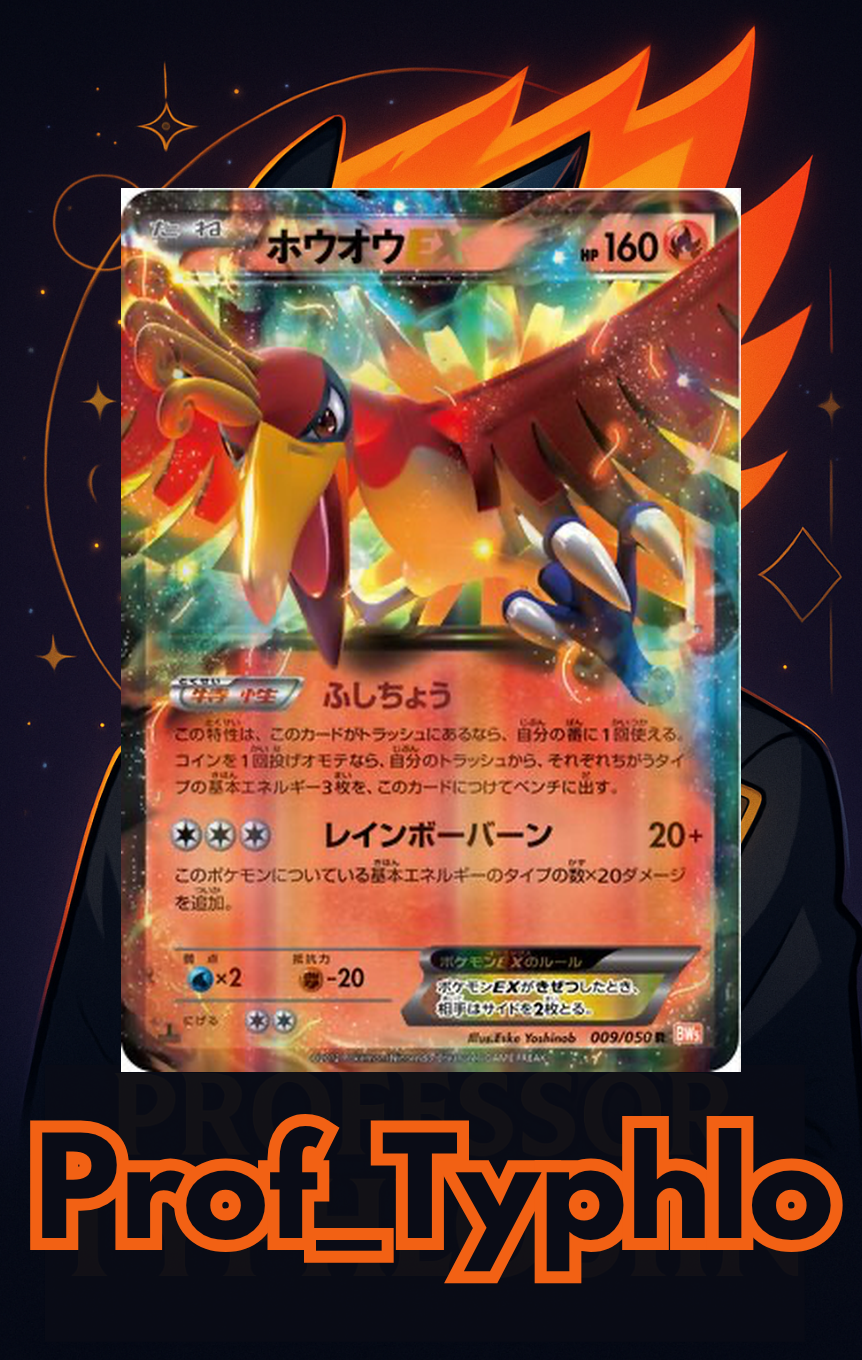 たね ホウオウEX HP160
とくせい
特性 ふしちょう
この特性は、このカードがトラッシュにあるなら、自分の番に1回使える。
コインを1回投げオモテなら、自分のトラッシュから、それぞれちがうタイ
プの基本エネルギー3枚を、このカードにつけてベンチに出す。
レインボーバーン 20+
このポケモンについている基本エネルギーのタイプの数×20ダメージ
を追加。
弱点 抵抗力
×2 -20
ポケモンEXのルール
ポケモンEXがきぜつしたとき、
相手はサイドを2枚とる。
にげる
Illus.Eske Yoshinob 009/050 R BW5
PROFESSOR
Prof_Typhlo